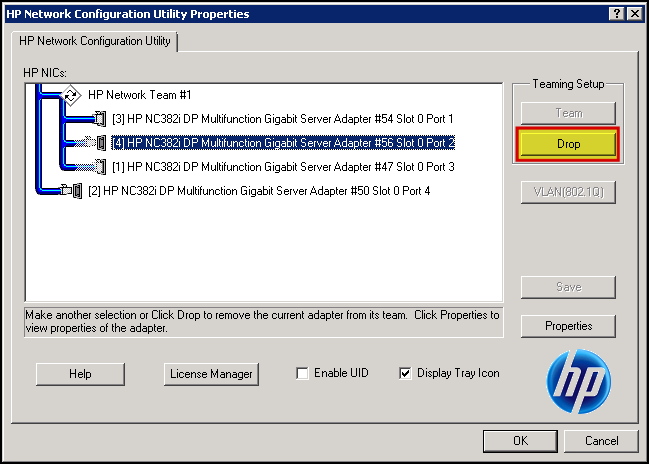 HP Network Configuration Utility Properties
HP Network Configuration Utility
HP NICs:
HP Network Team #1
[3] HP NC382i DP Multifunction Gigabit Server Adapter #54 Slot 0 Port 1
[4] HP NC382i DP Multifunction Gigabit Server Adapter #56 Slot 0 Port 2
[1] HP NC382i DP Multifunction Gigabit Server Adapter #47 Slot 0 Port 3
[2] HP NC382i DP Multifunction Gigabit Server Adapter #50 Slot 0 Port 4
Teaming Setup
Team
Drop
VLAN(802.1Q)
Save
Properties
Make another selection or Click Drop to remove the current adapter from its team. Click Properties to
view properties of the adapter.
Help
License Manager
Enable UID
Display Tray Icon
hp
OK
Cancel